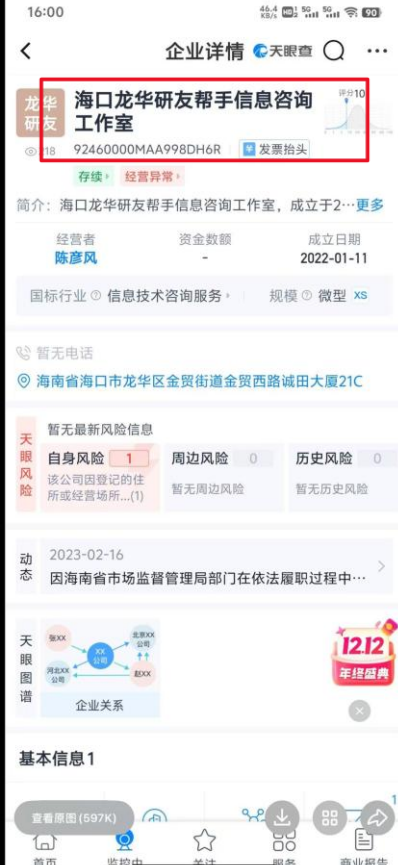 16:00
46.4 KB/s HD 5G 5G 90
企业详情 天眼查
龙华研友
海口龙华研友帮手信息咨询
工作室
评分10
92460000MAA998DH6R 发票抬头
存续 经营异常
简介：海口龙华研友帮手信息咨询工作室，成立于2…更多
经营者 资金数额 成立日期
陈彦风 - 2022-01-11
国标行业 信息技术咨询服务 规模 微型 XS
暂无电话
海南省海口市龙华区金贸街道金贸西路诚田大厦21C
天眼风险
暂无最新风险信息
自身风险 1 周边风险 0 历史风险 0
该公司因登记的住 暂无周边风险 暂无历史风险
所或经营场所...(1)
动态
2023-02-16
因海南省市场监督管理局部门在依法履职过程中…
天眼图谱
张XX
北京XX公司
XX公司
河北XX公司
赵XX
企业关系
12.12
年终盛典
基本信息1
查看原图(597K)
首页 监控中 关注 服务 商业报告